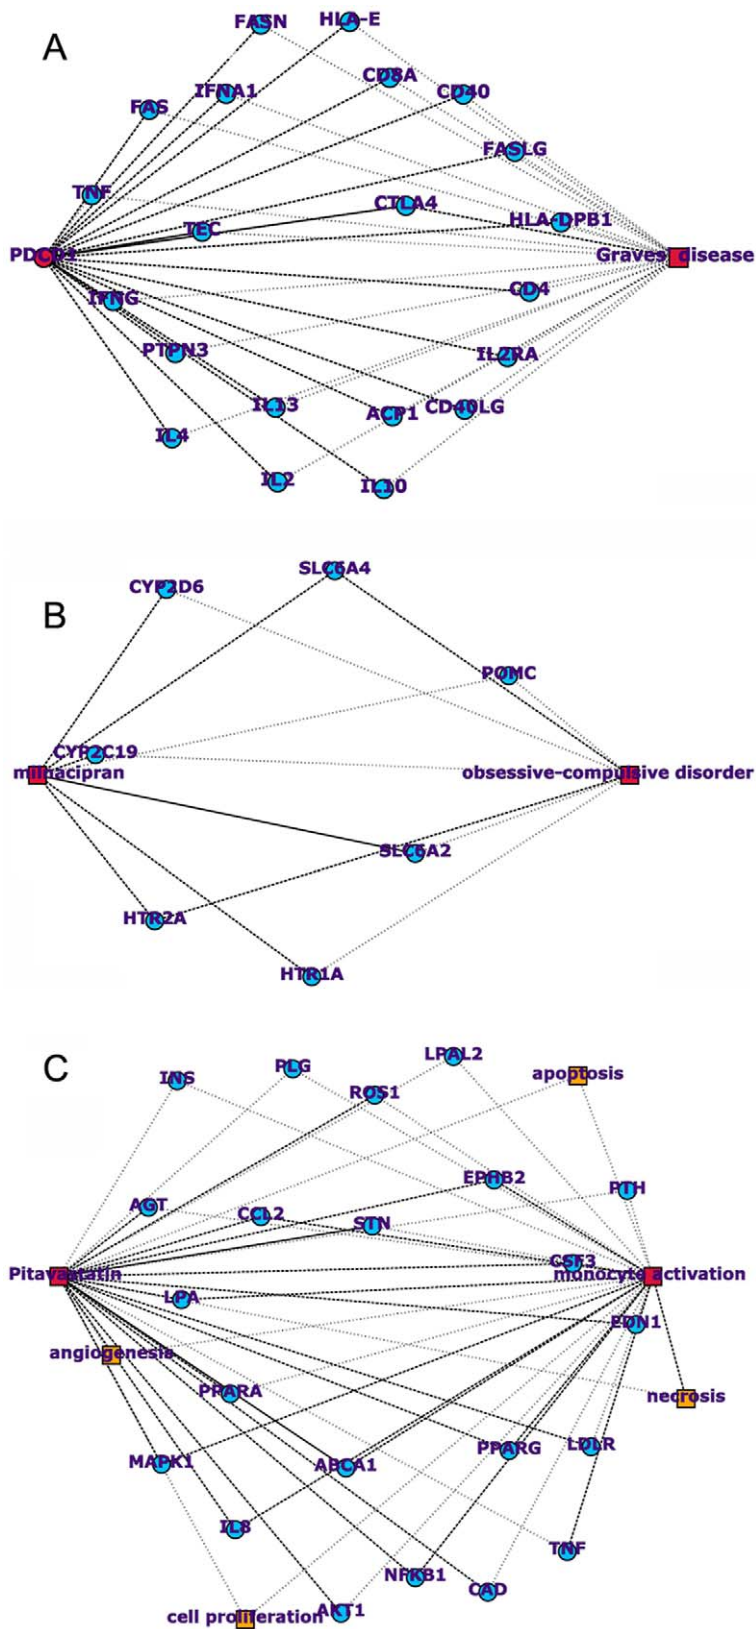 FASN
HLA-E
A
CD8A
IFNA1
CD40
FAS
FASLG
TNF
CTLA4
HLA-DPB1
TEC
PDCD1
Graves' disease
CD4
IFNG
PTPN3
IL2RA
IL13
CD40LG
ACP1
IL4
IL2
IL10
SLC6A4
CYP2D6
B
POMC
CYP2C19
milnacipran
obsessive-compulsive disorder
SLC6A2
HTR2A
HTR1A
C
LPAL2
PLG
apoptosis
INS
ROS1
EPHB2
PTH
AGT
CCL2
STN
CSF3
Pitavastatin
monocyte activation
LPA
EDN1
angiogenesis
PPARA
necrosis
PPARG
LDLR
MAPK1
ABCA1
IL8
TNF
NFKB1
CAD
cell proliferation
AKT1